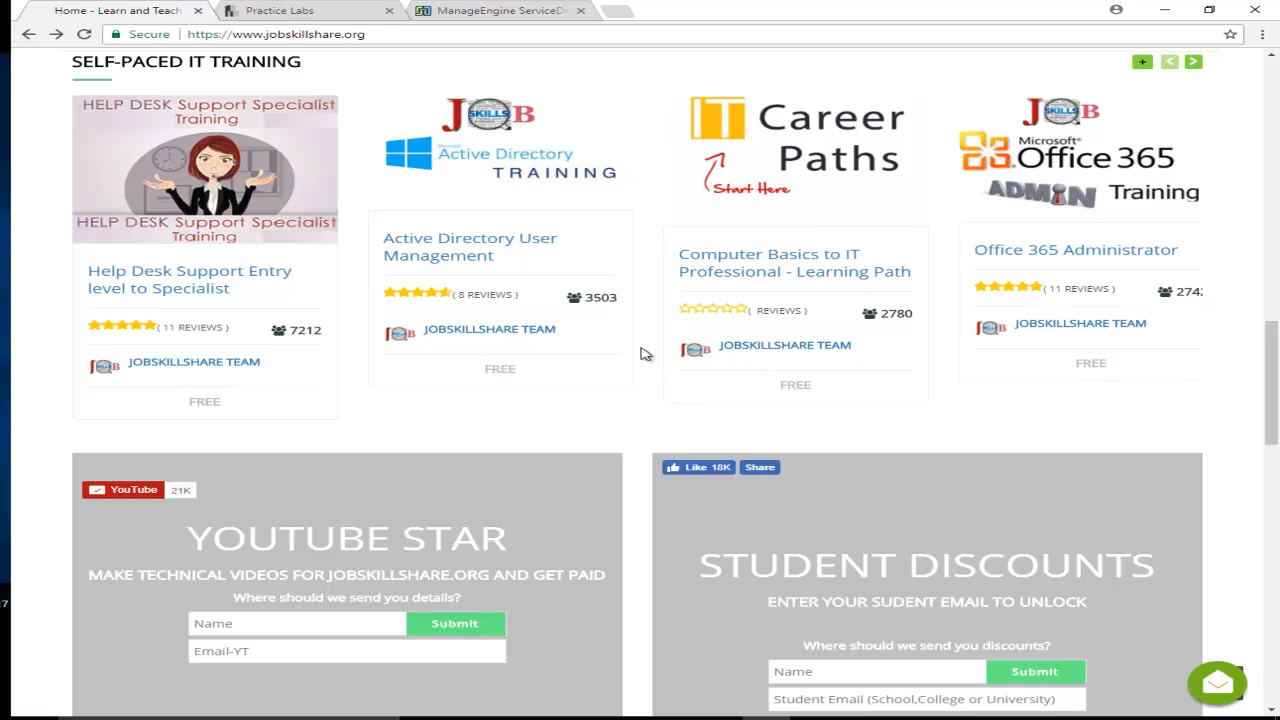 Home - Learn and Teach
Practice Labs
ManageEngine ServiceD
Secure
https://www.jobskillshare.org
SELF-PACED IT TRAINING
HELP DESK Support Specialist
Training
HELP DESK Support Specialist
Training
Help Desk Support Entry
level to Specialist
( 11 REVIEWS )
7212
JOBSKILLSHARE TEAM
FREE
JOB
SKILLS
Microsoft
Active Directory
TRAINING
Active Directory User
Management
( 8 REVIEWS )
3503
JOBSKILLSHARE TEAM
FREE
IT Career
Paths
Start Here
Computer Basics to IT
Professional - Learning Path
( REVIEWS )
2780
JOBSKILLSHARE TEAM
FREE
JOB
SKILLS
Microsoft®
Office 365
ADMIN Training
Office 365 Administrator
( 11 REVIEWS )
274
JOBSKILLSHARE TEAM
FREE
YouTube 21K
YOUTUBE STAR
MAKE TECHNICAL VIDEOS FOR JOBSKILLSHARE.ORG AND GET PAID
Where should we send you details?
Name
Submit
Email-YT
Like 18K Share
STUDENT DISCOUNTS
ENTER YOUR SUDENT EMAIL TO UNLOCK
Where should we send you discounts?
Name
Submit
Student Email (School,College or University)